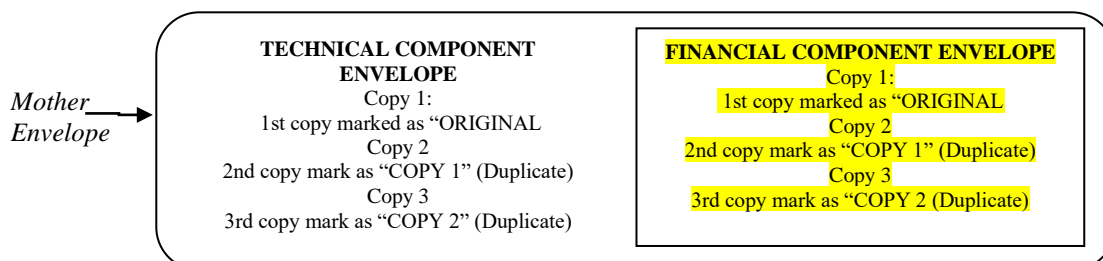 Mother
Envelope
TECHNICAL COMPONENT
ENVELOPE
Copy 1:
1st copy marked as “ORIGINAL
Copy 2
2nd copy mark as “COPY 1” (Duplicate)
Copy 3
3rd copy mark as “COPY 2” (Duplicate)
FINANCIAL COMPONENT ENVELOPE
Copy 1:
1st copy marked as “ORIGINAL
Copy 2
2nd copy mark as “COPY 1” (Duplicate)
Copy 3
3rd copy mark as “COPY 2 (Duplicate)